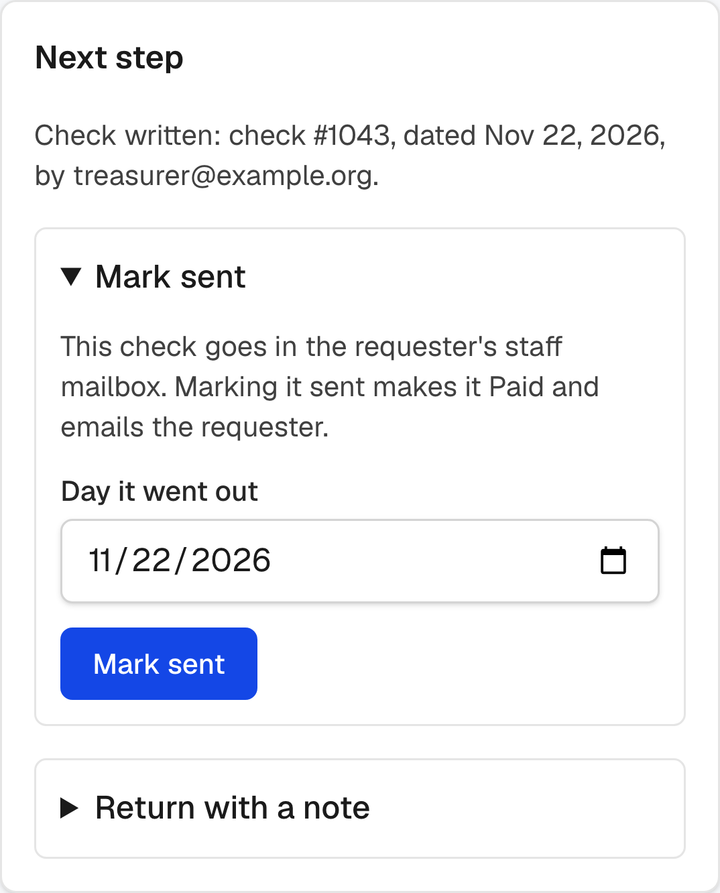 Next step
Check written: check #1043, dated Nov 22, 2026,
by treasurer@example.org.
Mark sent
This check goes in the requester's staff
mailbox. Marking it sent makes it Paid and
emails the requester.
Day it went out
11/22/2026
Mark sent
Return with a note